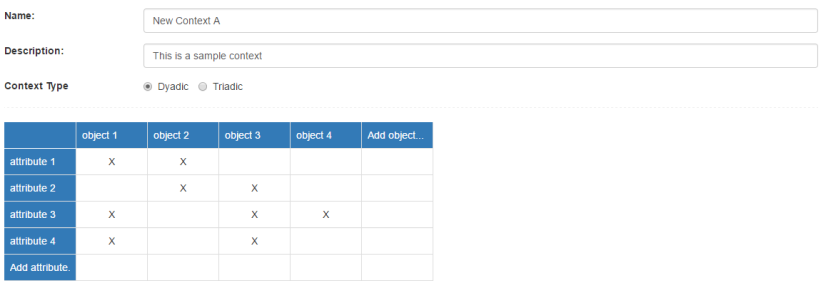 Name: New Context A
Description: This is a sample context
Context Type Dyadic Triadic
object 1 object 2 object 3 object 4 Add object...
attribute 1 X X
attribute 2 X X
attribute 3 X X X
attribute 4 X X
Add attribute.